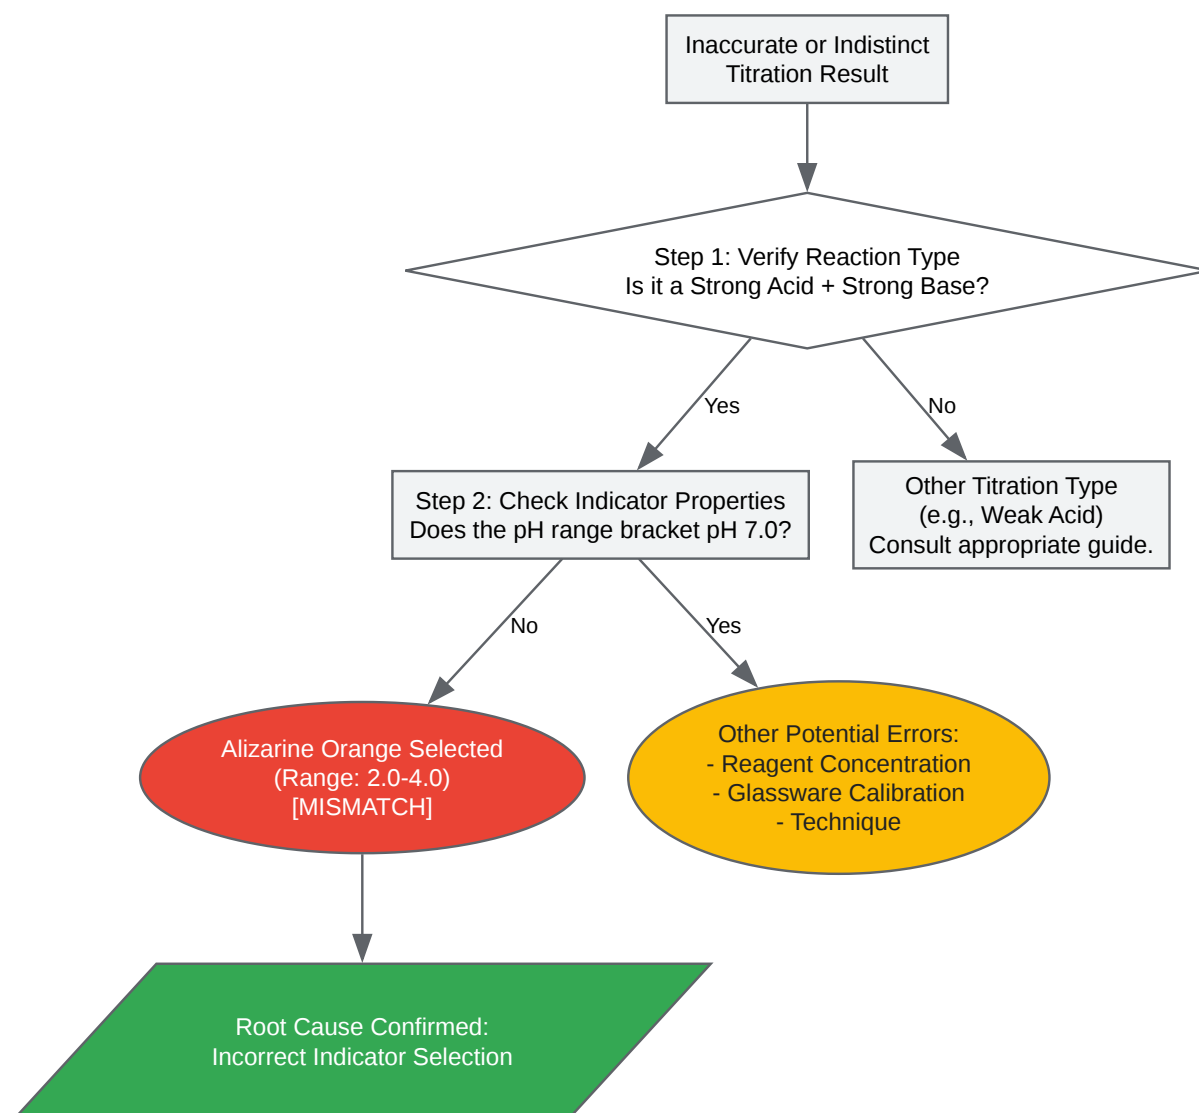 Inaccurate or Indistinct
Titration Result
Step 1: Verify Reaction Type
Is it a Strong Acid + Strong Base?
Yes
No
Step 2: Check Indicator Properties
Does the pH range bracket pH 7.0?
Other Titration Type
(e.g., Weak Acid)
Consult appropriate guide.
No
Yes
Alizarine Orange Selected
(Range: 2.0-4.0)
[MISMATCH]
Other Potential Errors:
- Reagent Concentration
- Glassware Calibration
- Technique
Root Cause Confirmed:
Incorrect Indicator Selection